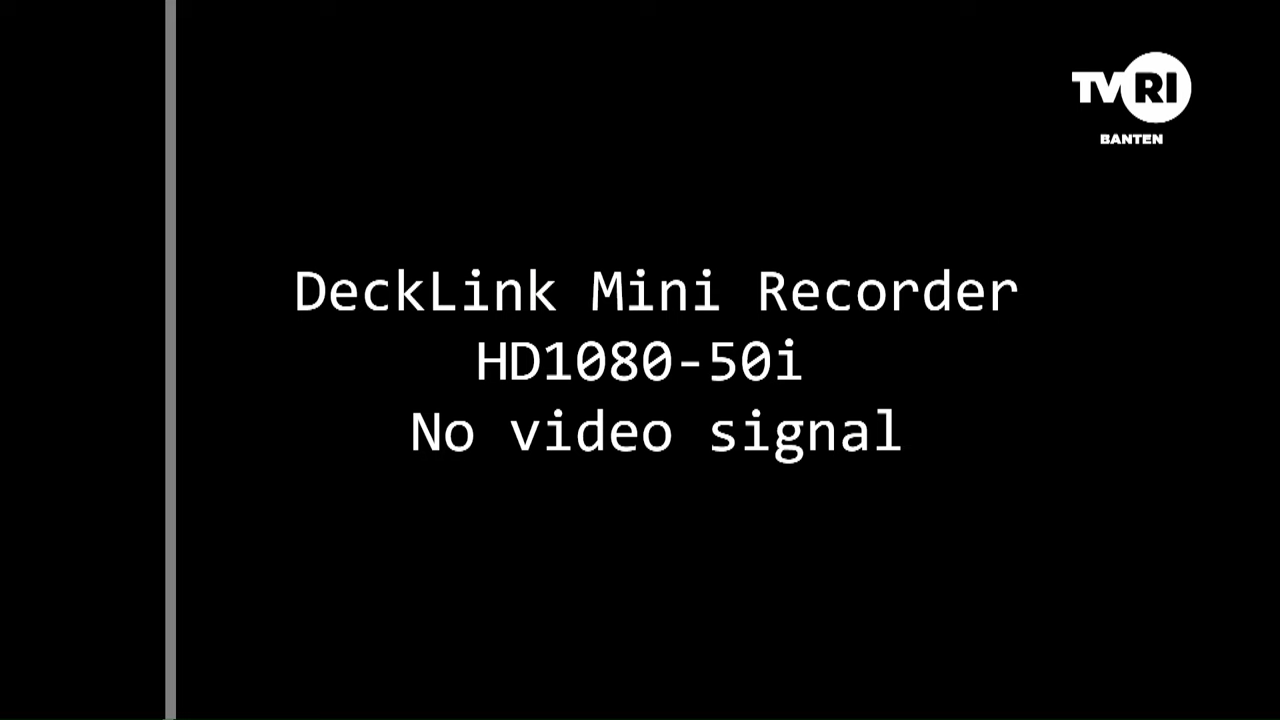 TVRI
BANTEN
DeckLink Mini Recorder
HD1080-50i
No video signal